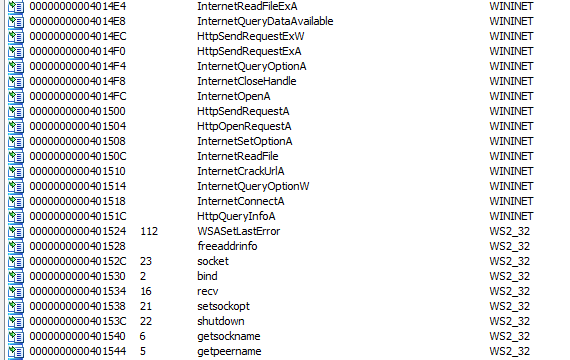 00000000004014E4 InternetReadFileExA WININET
00000000004014E8 InternetQueryDataAvailable WININET
00000000004014EC HttpSendRequestExW WININET
00000000004014F0 HttpSendRequestExA WININET
00000000004014F4 InternetQueryOptionA WININET
00000000004014F8 InternetCloseHandle WININET
00000000004014FC InternetOpenA WININET
0000000000401500 HttpSendRequestA WININET
0000000000401504 HttpOpenRequestA WININET
0000000000401508 InternetSetOptionA WININET
000000000040150C InternetReadFile WININET
0000000000401510 InternetCrackUrlA WININET
0000000000401514 InternetQueryOptionW WININET
0000000000401518 InternetConnectA WININET
000000000040151C HttpQueryInfoA WININET
0000000000401524 112 WSASetLastError WS2_32
0000000000401528 freeaddrinfo WS2_32
000000000040152C 23 socket WS2_32
0000000000401530 2 bind WS2_32
0000000000401534 16 recv WS2_32
0000000000401538 21 setsockopt WS2_32
000000000040153C 22 shutdown WS2_32
0000000000401540 6 getsockname WS2_32
0000000000401544 5 getpeername WS2_32